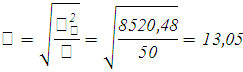 □ = √(□²□ / □) = √(8520,48 / 50) = 13,05